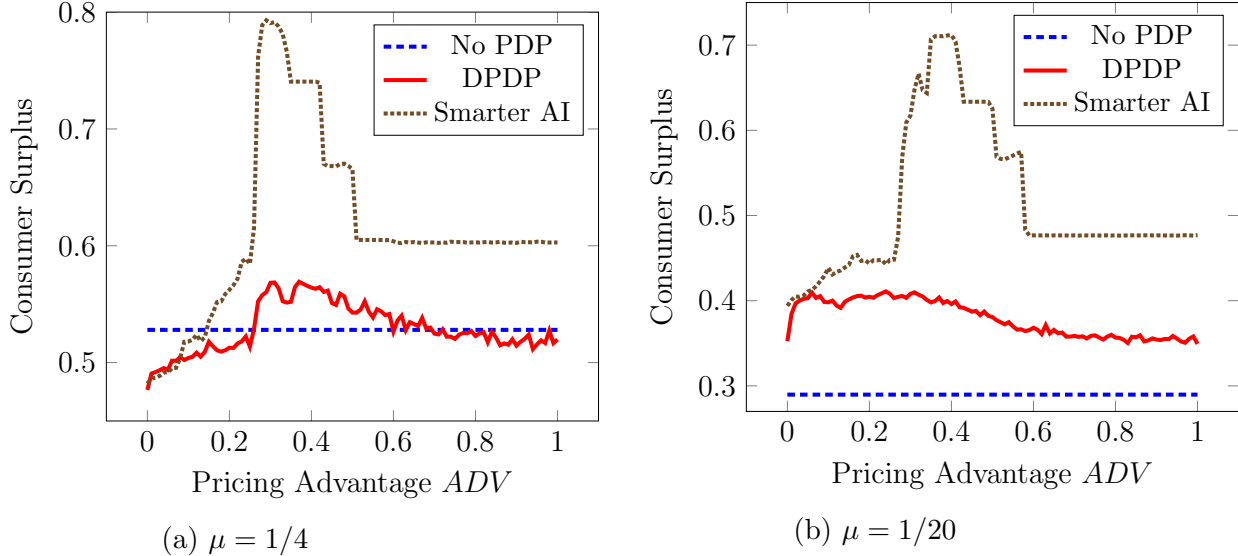 0.8
0.7
0.6
0.5
0
0.2
0.4
0.6
0.8
1
Consumer Surplus
Pricing Advantage ADV
No PDP
DPDP
Smarter AI
(a) μ = 1/4
0.7
0.6
0.5
0.4
0.3
0
0.2
0.4
0.6
0.8
1
Consumer Surplus
Pricing Advantage ADV
No PDP
DPDP
Smarter AI
(b) μ = 1/20